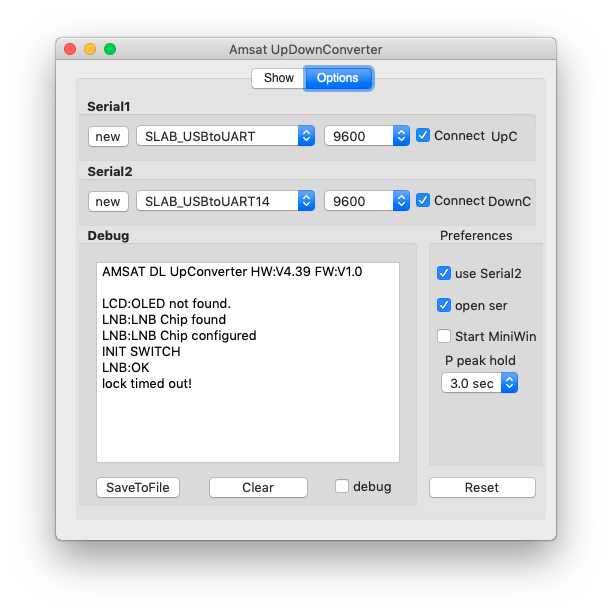 Amsat UpDownConverter
Show Options
Serial1
new SLAB_USBtoUART 9600 Connect UpC
Serial2
new SLAB_USBtoUART14 9600 Connect DownC
Debug
AMSAT DL UpConverter HW:V4.39 FW:V1.0
LCD:OLED not found.
LNB:LNB Chip found
LNB:LNB Chip configured
INIT SWITCH
LNB:OK
lock timed out!
SaveToFile Clear debug
Preferences
use Serial2
open ser
Start MiniWin
P peak hold
3.0 sec
Reset